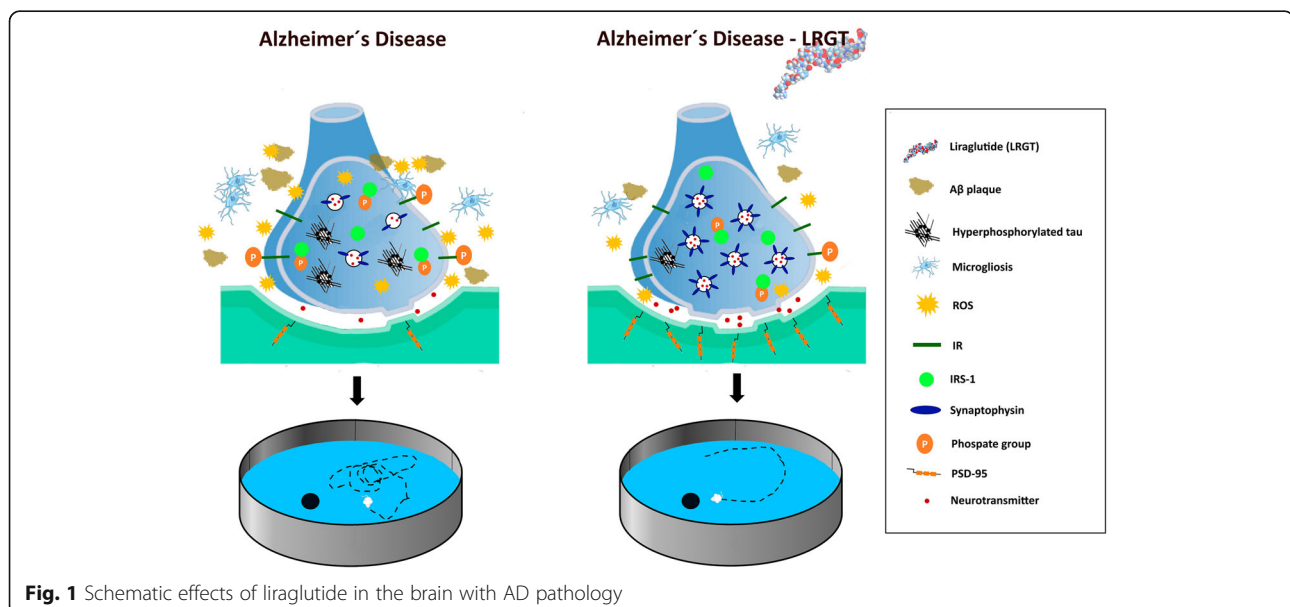 Alzheimer´s Disease
Alzheimer´s Disease - LRGT
P
P
P
P
P
P
P
P
P
Liraglutide (LRGT)
Aβ plaque
Hyperphosphorylated tau
Microgliosis
ROS
IR
IRS-1
Synaptophysin
P Phospate group
PSD-95
Neurotransmitter
Fig. 1 Schematic effects of liraglutide in the brain with AD pathology